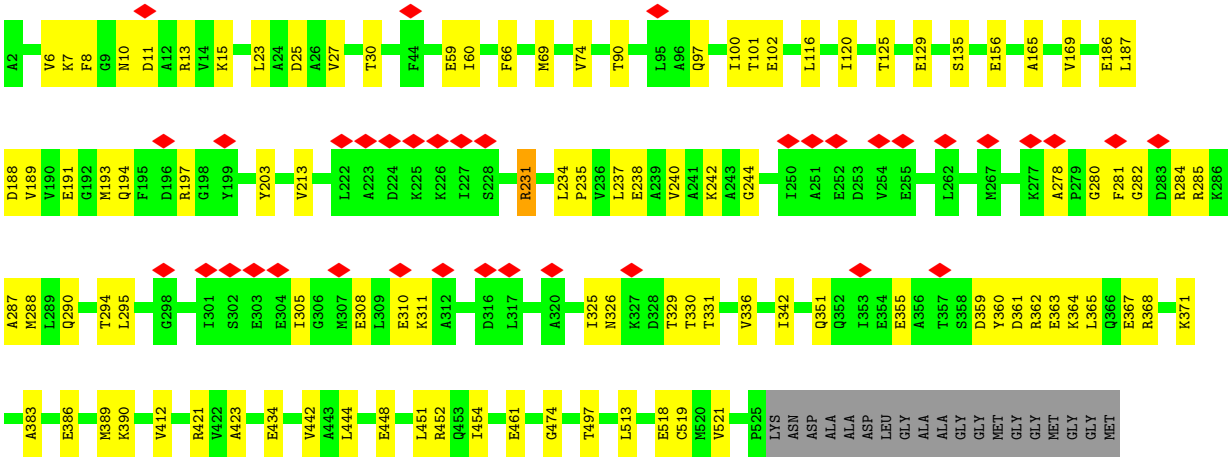 A2 V6 K7 F8 G9 N10 D11 A12 R13 V14 K15 L23 A24 D25 A26 V27 T30 F44 E59 I60 F66 M69 V74 T90 L95 A96 Q97 I100 T101 E102 L116 I120 T125 E129 S135 E156 A165 V169 E186 L187
D188 V189 V190 E191 G192 M193 Q194 F195 D196 R197 G198 Y199 Y203 V213 L222 A223 D224 K225 K226 I227 S228 R231 L234 P235 V236 L237 E238 A239 V240 A241 K242 A243 G244 I250 A251 E252 D253 V254 E255 L262 M267 K277 A278 P279 G280 F281 G282 D283 R284 R285 K286
A287 M288 L289 Q290 T294 L295 G298 I301 S302 E303 E304 I305 G306 M307 E308 L309 E310 K311 A312 D316 L317 A320 I325 N326 K327 D328 T329 T330 T331 V336 I342 Q351 Q352 I353 E354 E355 A356 T357 S358 D359 Y360 D361 R362 E363 K364 L365 Q366 E367 R368 K371
A383 E386 M389 K390 V412 R421 V422 A423 E434 V442 A443 L444 E448 L451 R452 Q453 I454 E461 G474 T497 L513 E518 C519 M520 V521 P525 LYS ASN ASP ALA ALA ASP LEU GLY ALA ALA GLY GLY MET GLY GLY MET GLY GLY MET